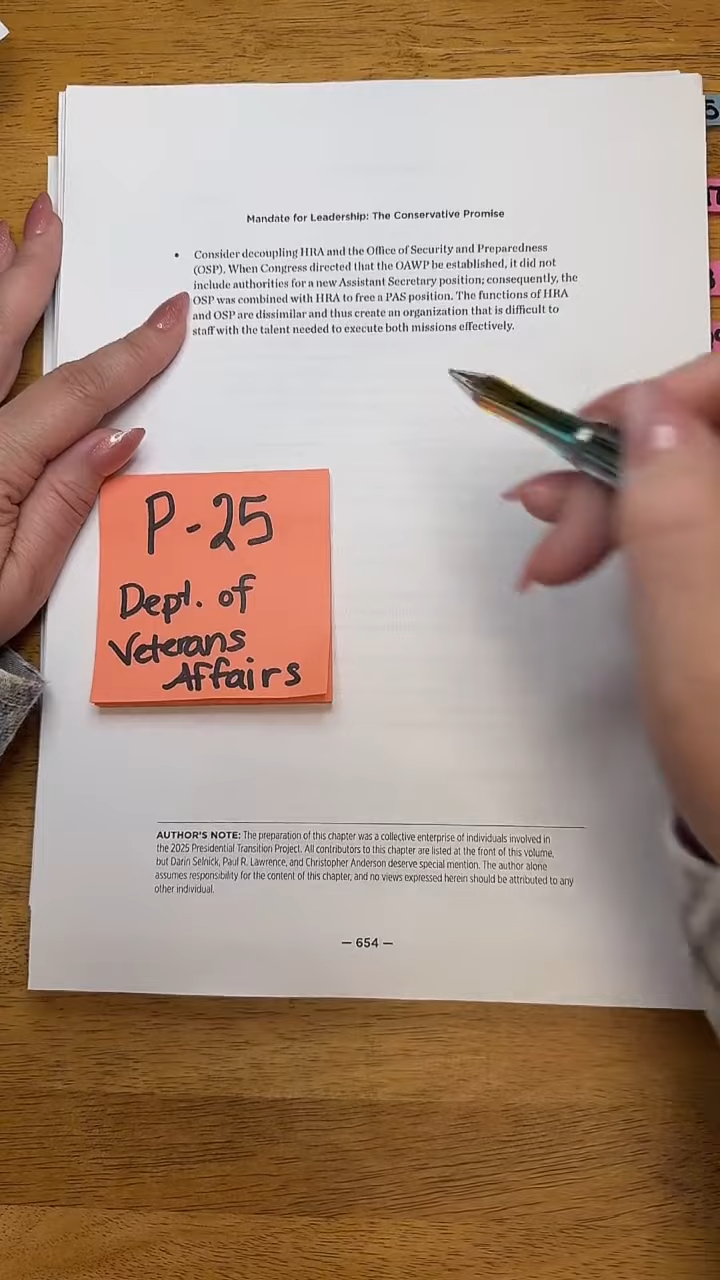 Mandate for Leadership: The Conservative Promise
• Consider decoupling HRA and the Office of Security and Preparedness
(OSP). When Congress directed that the OAWP be established, it did not
include authorities for a new Assistant Secretary position; consequently, the
OSP was combined with HRA to free a PAS position. The functions of HRA
and OSP are dissimilar and thus create an organization that is difficult to
staff with the talent needed to execute both missions effectively.
P-25
Dept. of
Veterans
Affairs
AUTHOR'S NOTE: The preparation of this chapter was a collective enterprise of individuals involved in
the 2025 Presidential Transition Project. All contributors to this chapter are listed at the front of this volume,
but Darin Selnick, Paul R. Lawrence, and Christopher Anderson deserve special mention. The author alone
assumes responsibility for the content of this chapter, and no views expressed herein should be attributed to any
other individual.
— 654 —